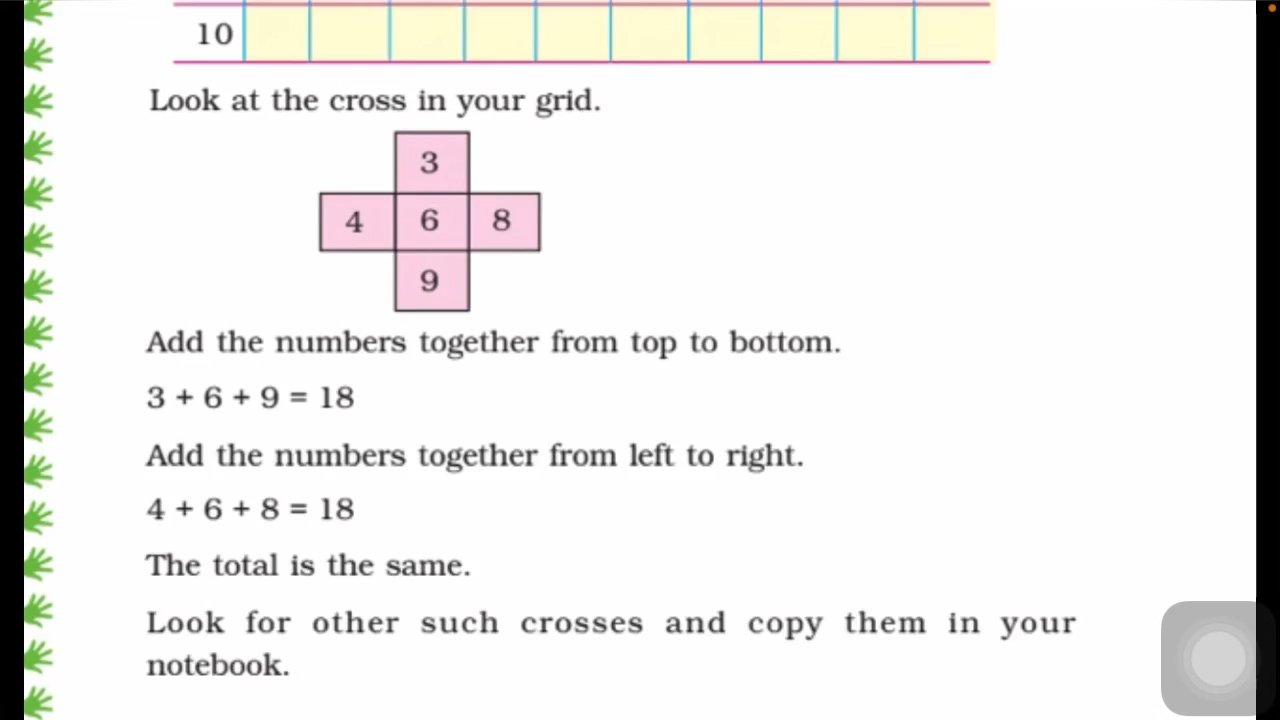 10
Look at the cross in your grid.
3
4 6 8
9
Add the numbers together from top to bottom.
3 + 6 + 9 = 18
Add the numbers together from left to right.
4 + 6 + 8 = 18
The total is the same.
Look for other such crosses and copy them in your
notebook.